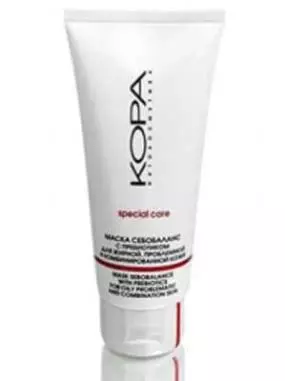 КОРА
special care
МАСКА СЕБОБАЛАНС
С ПРЕБИОТИКОМ
ДЛЯ ЖИРНОЙ, ПРОБЛЕМНОЙ
И КОМБИНИРОВАННОЙ КОЖИ
MASK SEBOBALANCE
WITH PREBIOTICS
FOR OILY PROBLEMATIC
AND COMBINATION SKIN